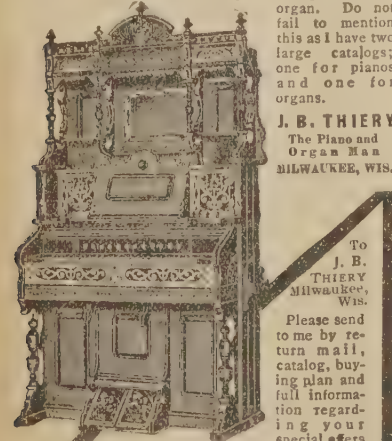 organ. Do not
fail to mention
this as I have two
large catalogs;
one for pianos
and one for
organs.
J. B. THIERY
The Piano and
Organ Man
MILWAUKEE, WIS.
To
J. B.
THIERY
Milwaukee,
Wis.
Please send
to me by re-
turn mail,
catalog, buy-
ing plan and
full informa-
tion regard-
ing your
special offers